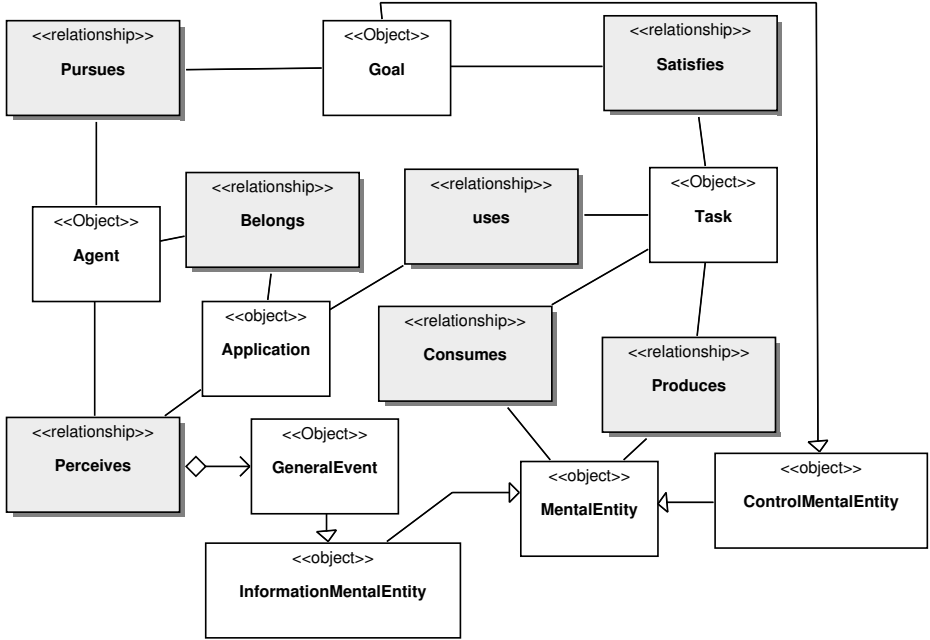 <<relationship>>
Pursues
<<Object>>
Goal
<<relationship>>
Satisfies
<<Object>>
Agent
<<relationship>>
Belongs
<<relationship>>
uses
<<Object>>
Task
<<object>>
Application
<<relationship>>
Consumes
<<relationship>>
Produces
<<relationship>>
Perceives
<<Object>>
GeneralEvent
<<object>>
MentalEntity
<<object>>
ControlMentalEntity
<<object>>
InformationMentalEntity